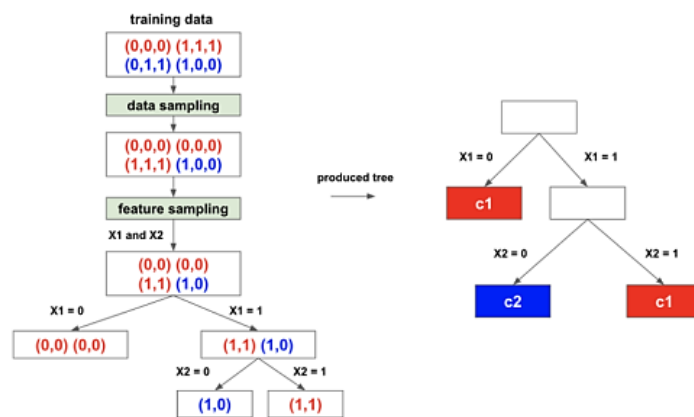 training data
(0,0,0) (1,1,1)
(0,1,1) (1,0,0)
data sampling
(0,0,0) (0,0,0)
(1,1,1) (1,0,0)
feature sampling
X1 and X2
(0,0) (0,0)
(1,1) (1,0)
X1 = 0
X1 = 1
(0,0) (0,0)
(1,1) (1,0)
X2 = 0
X2 = 1
(1,0)
(1,1)
produced tree
X1 = 0
X1 = 1
c1
X2 = 0
X2 = 1
c2
c1